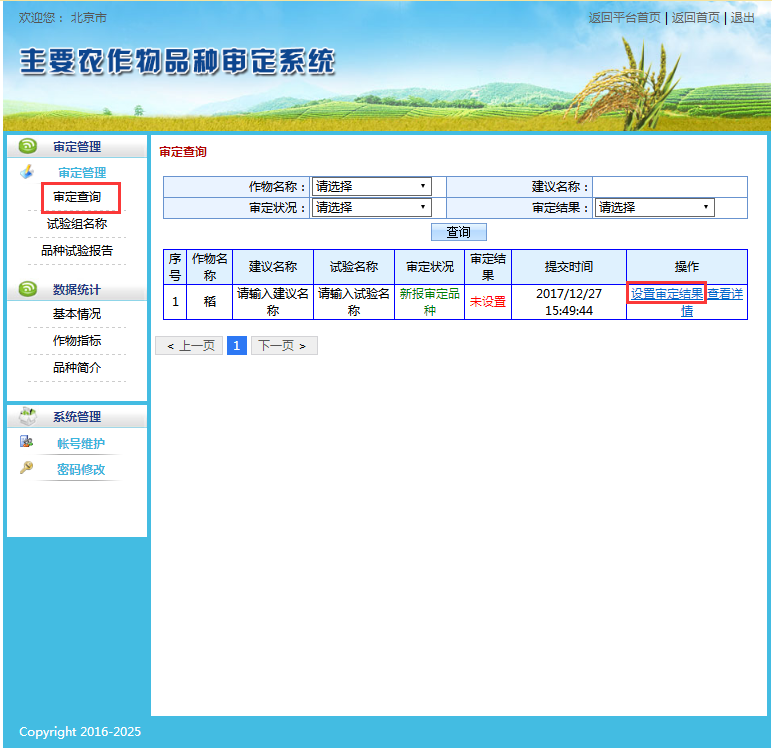 欢迎您： 北京市
返回平台首页 | 返回首页 | 退出
主要农作物品种审定系统
审定管理
审定管理
审定查询
试验组名称
品种试验报告
数据统计
基本情况
作物指标
品种简介
系统管理
帐号维护
密码修改
审定查询
作物名称： 请选择 建议名称：
审定状况： 请选择 审定结果： 请选择
查询
序号 作物名称 建议名称 试验名称 审定状况 审定结果 提交时间 操作
1 稻 请输入建议名称 请输入试验名称 新报审定品种 未设置 2017/12/27 15:49:44 设置审定结果 查看详情
< 上一页 1 下一页 >
Copyright 2016-2025